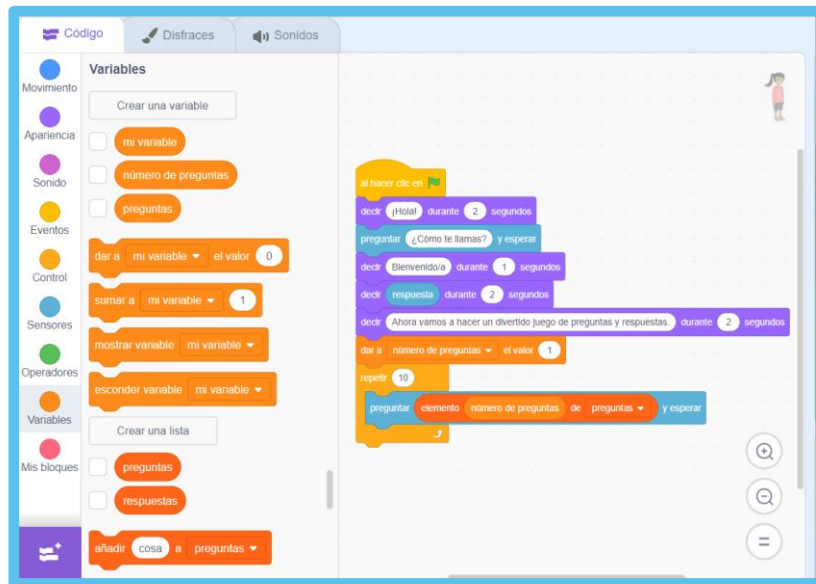 Código
Disfraces
Sonidos
Movimiento
Apariencia
Sonido
Eventos
Control
Sensores
Operadores
Variables
Mis bloques
Variables
Crear una variable
mi variable
número de preguntas
preguntas
dar a mi variable el valor 0
sumar a mi variable 1
mostrar variable mi variable
esconder variable mi variable
Crear una lista
preguntas
respuestas
añadir cosa a preguntas
al hacer clic en
decir ¡Hola! durante 2 segundos
preguntar ¿Cómo te llamas? y esperar
decir Bienvenido/a durante 1 segundos
decir respuesta durante 2 segundos
decir Ahora vamos a hacer un divertido juego de preguntas y respuestas. durante 2 segundos
dar a número de preguntas el valor 1
repetir 10
preguntar elemento número de preguntas de preguntas y esperar